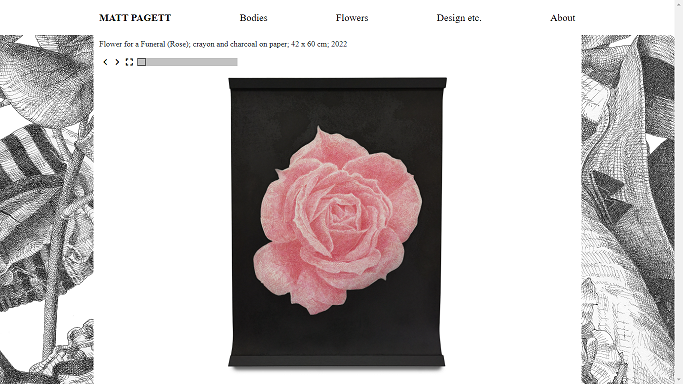 MATT PAGETT Bodies Flowers Design etc. About
Flower for a Funeral (Rose); crayon and charcoal on paper; 42 x 60 cm; 2022